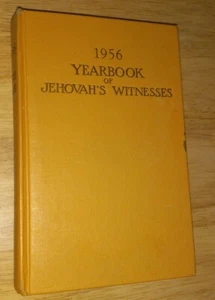 1956
YEARBOOK
OF
JEHOVAH'S WITNESSES